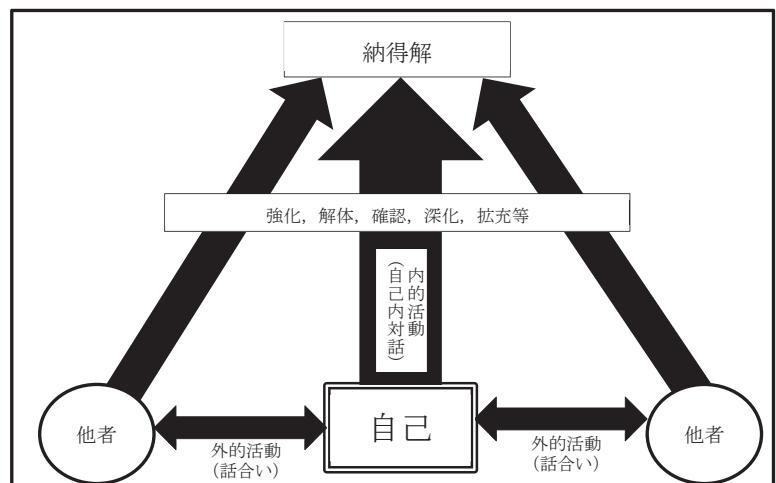 納得解
強化，解体，確認，深化，拡充等
内的活動
（自己内対話）
他者
自己
他者
外的活動
（話合い）
外的活動
（話合い）